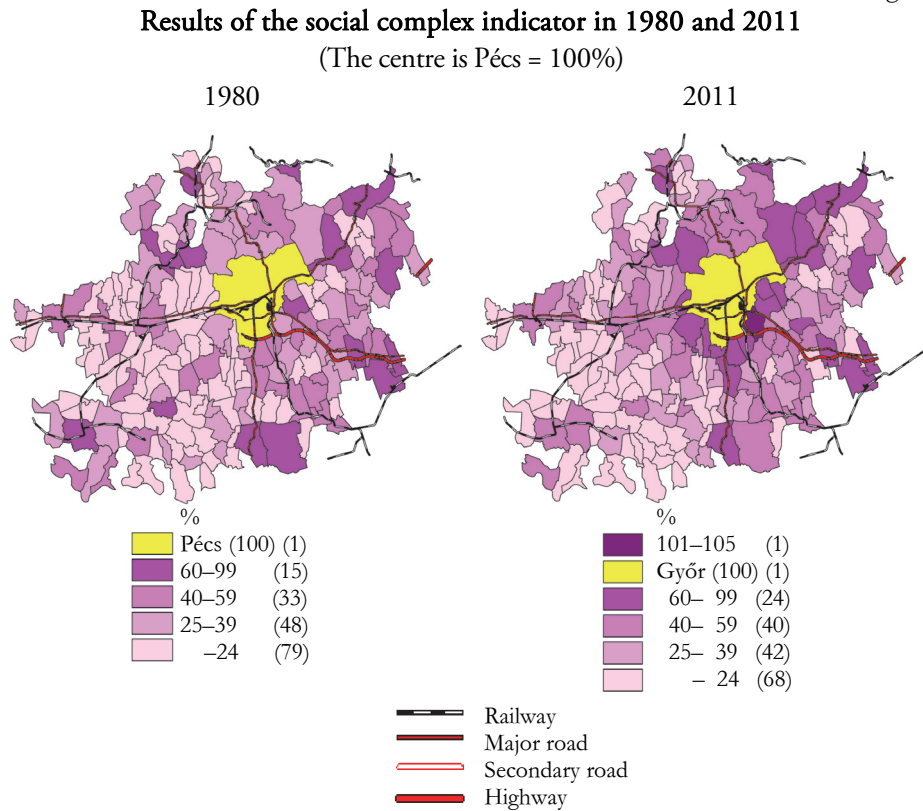 Results of the social complex indicator in 1980 and 2011
(The centre is Pécs = 100%)
1980
2011
%
Pécs (100) (1)
60–99 (15)
40–59 (33)
25–39 (48)
–24 (79)
%
101–105 (1)
Győr (100) (1)
60– 99 (24)
40– 59 (40)
25– 39 (42)
– 24 (68)
Railway
Major road
Secondary road
Highway